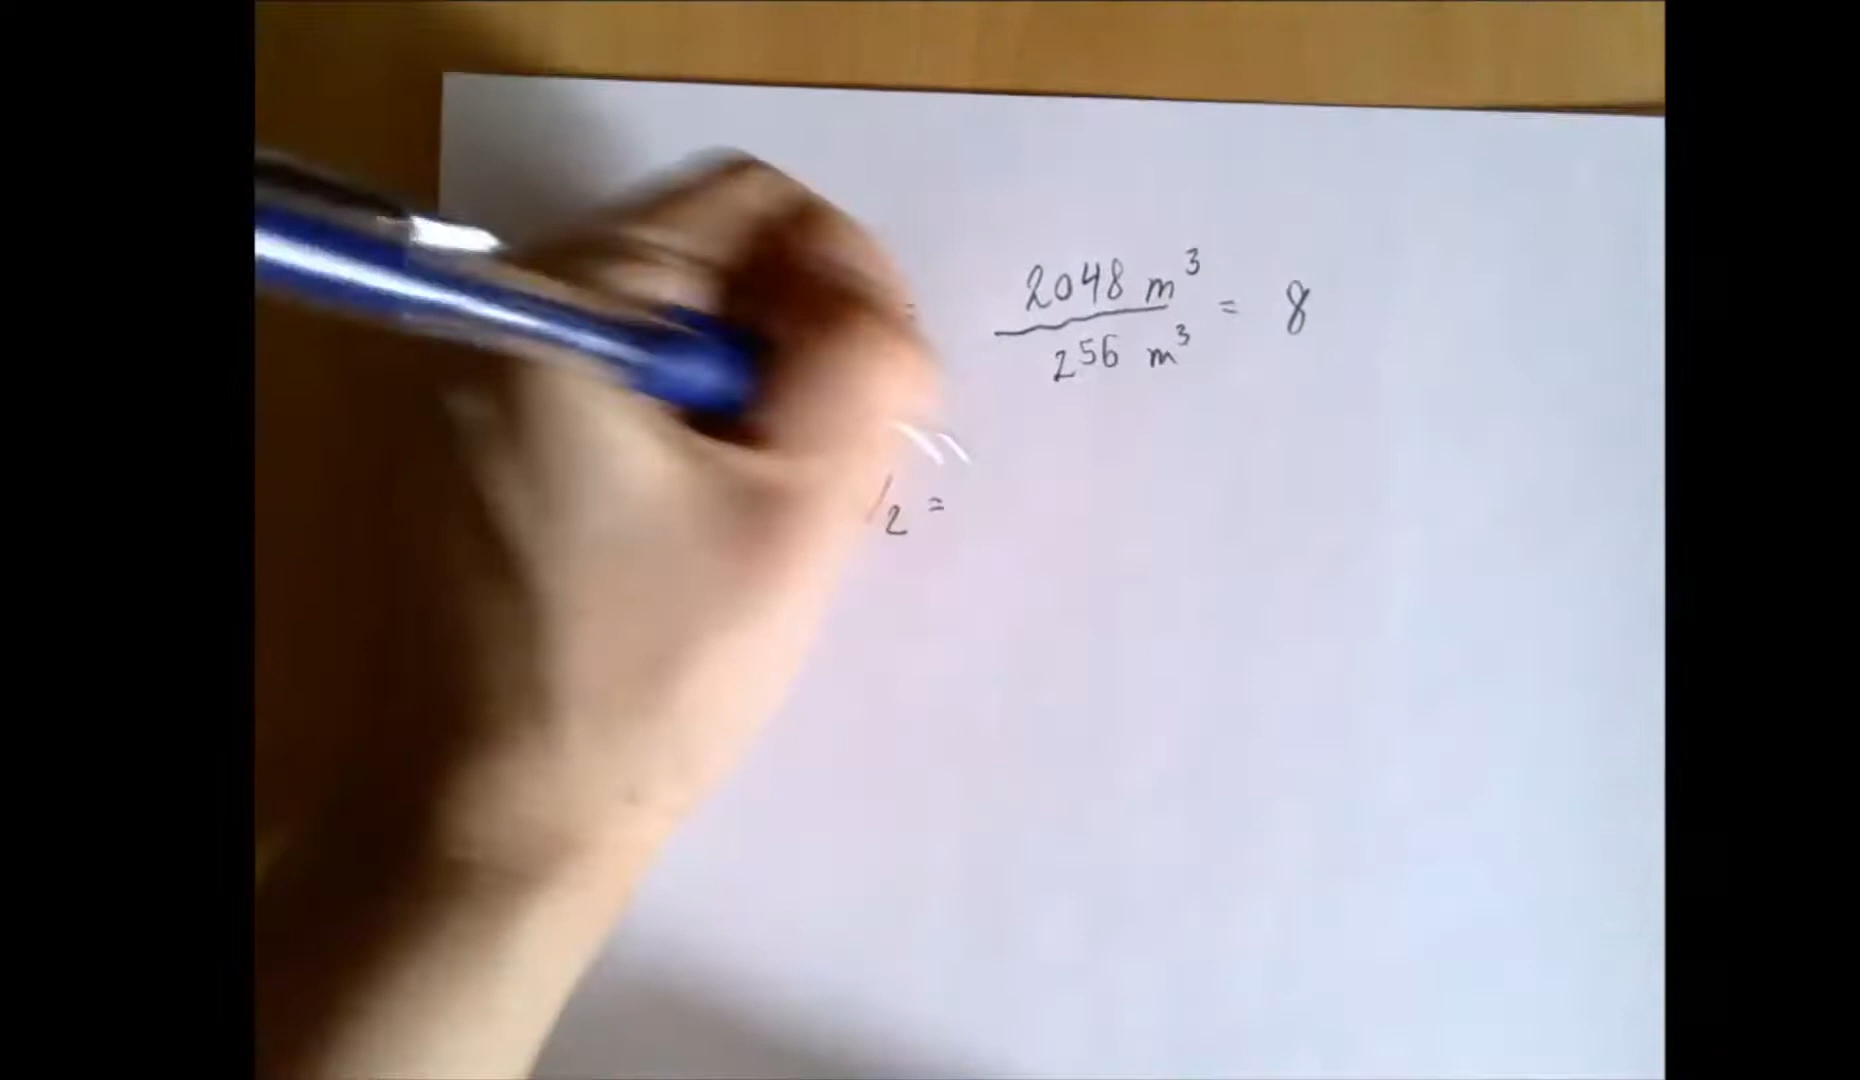 = 2048 m³ / 256 m³ = 8
/2 =